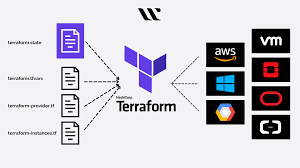 terraform.state
terraform.tfvars
terraform-provider.tf
terraform-instances.tf
HashiCorp
Terraform
aws
vm